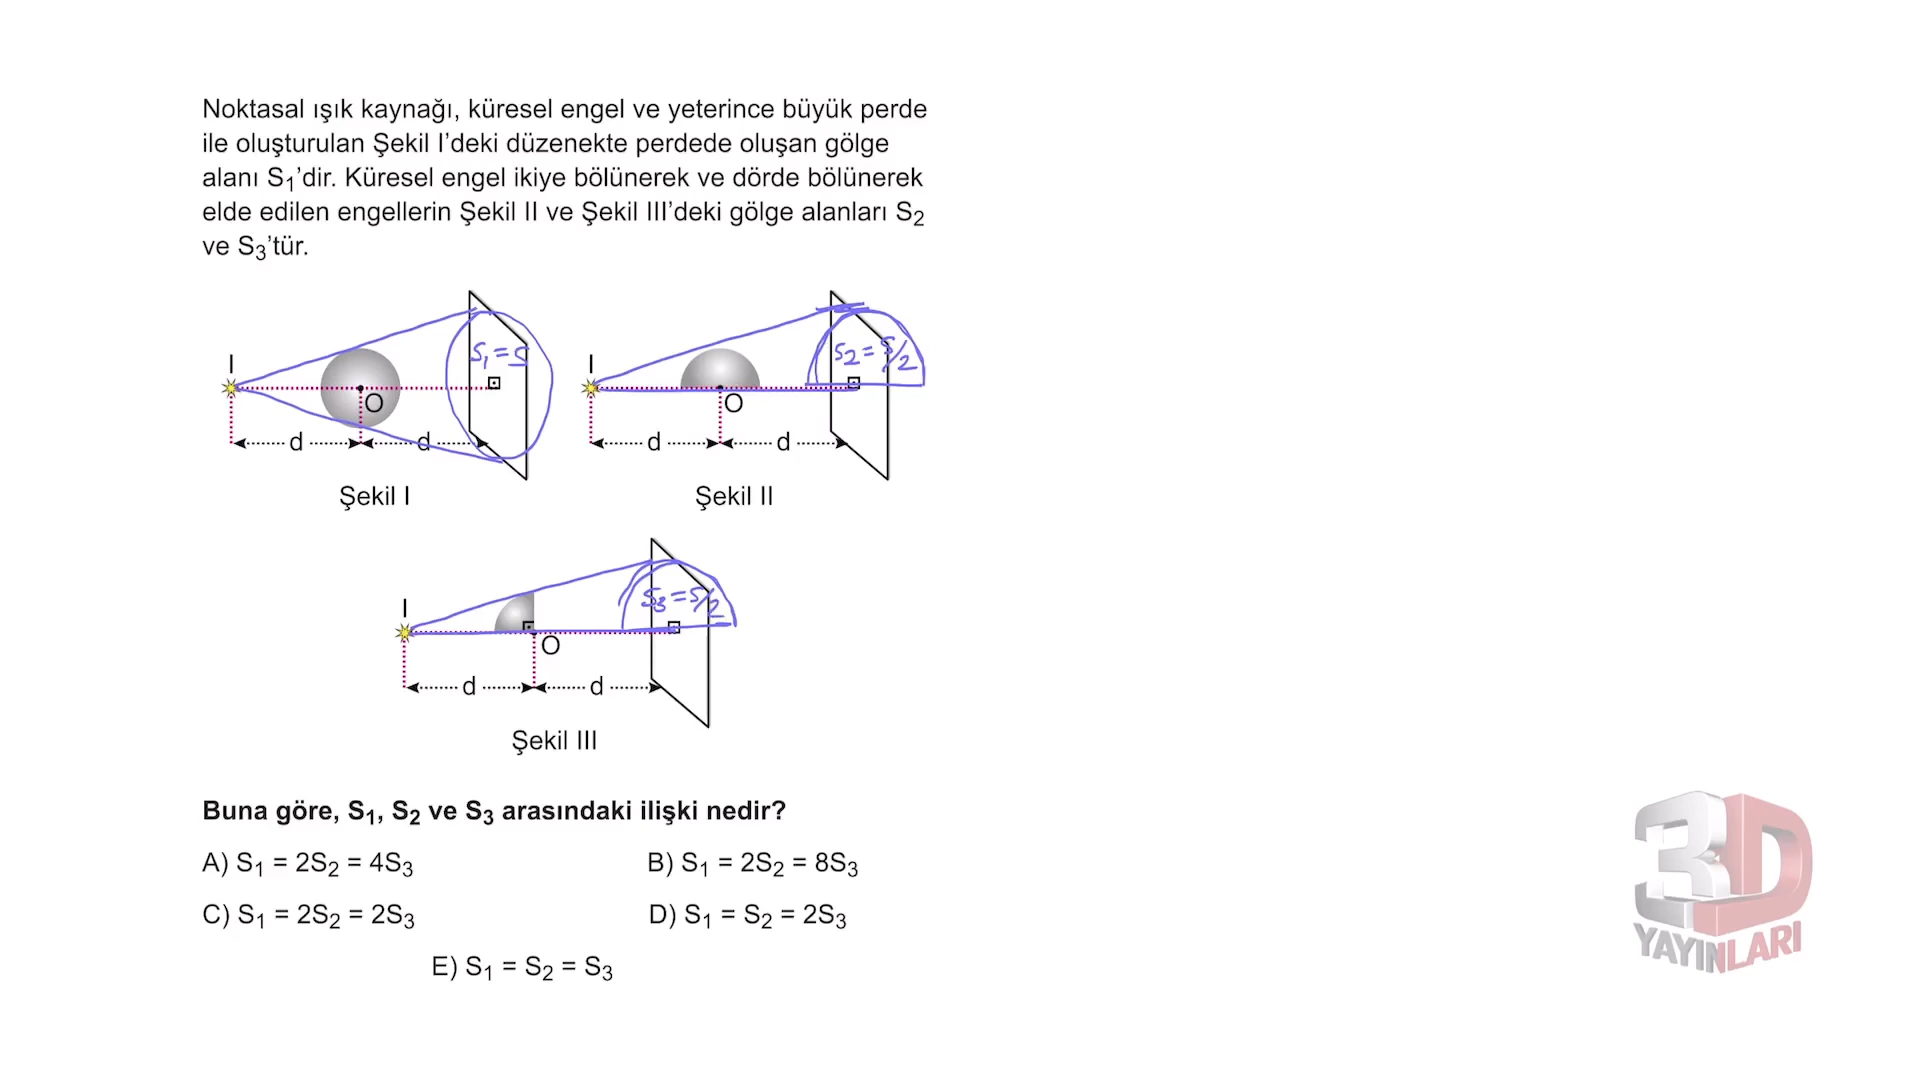 Noktasal ışık kaynağı, küresel engel ve yeterince büyük perde
ile oluşturulan Şekil I'deki düzenekte perdede oluşan gölge
alanı S₁'dir. Küresel engel ikiye bölünerek ve dörde bölünerek
elde edilen engellerin Şekil II ve Şekil III'deki gölge alanları S₂
ve S₃'tür.
I
S₁=S
O
d
d
Şekil I
I
S₂=S/2
O
d
d
Şekil II
I
S₃=S/2
O
d
d
Şekil III
Buna göre, S₁, S₂ ve S₃ arasındaki ilişki nedir?
A) S₁ = 2S₂ = 4S₃
B) S₁ = 2S₂ = 8S₃
C) S₁ = 2S₂ = 2S₃
D) S₁ = S₂ = 2S₃
E) S₁ = S₂ = S₃
3D
YAYINLARI